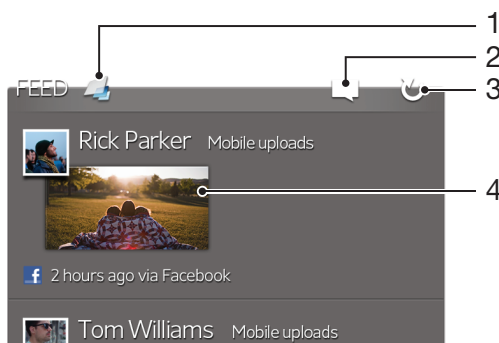 1
2
FEED
3
Rick Parker Mobile uploads
4
2 hours ago via Facebook
Tom Williams Mobile uploads